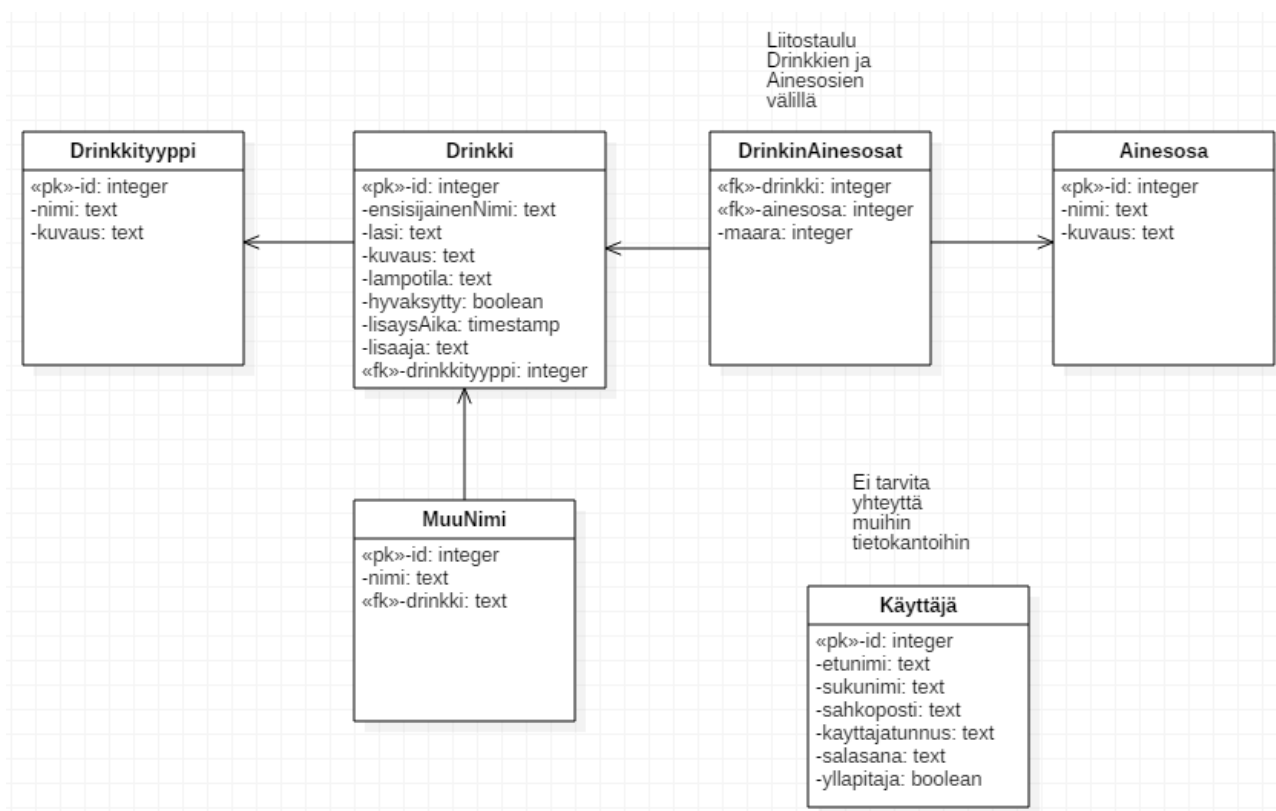 Liitostaulu
Drinkkien ja
Ainesosien
välillä
Drinkkityyppi
«pk»-id: integer
-nimi: text
-kuvaus: text
Drinkki
«pk»-id: integer
-ensisijainenNimi: text
-lasi: text
-kuvaus: text
-lampotila: text
-hyvaksytty: boolean
-lisaysAika: timestamp
-lisaaja: text
«fk»-drinkkityyppi: integer
DrinkinAinesosat
«fk»-drinkki: integer
«fk»-ainesosa: integer
-maara: integer
Ainesosa
«pk»-id: integer
-nimi: text
-kuvaus: text
MuuNimi
«pk»-id: integer
-nimi: text
«fk»-drinkki: text
Ei tarvita
yhteyttä
muihin
tietokantoihin
Käyttäjä
«pk»-id: integer
-etunimi: text
-sukunimi: text
-sahkoposti: text
-kayttajatunnus: text
-salasana: text
-yllapitaja: boolean